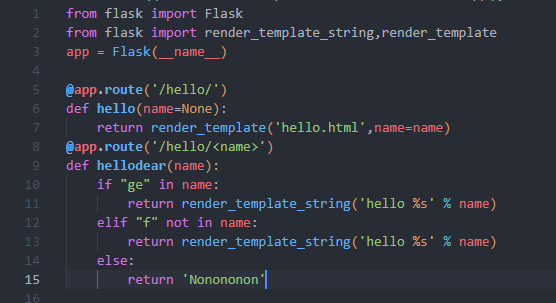 1 from flask import Flask
2 from flask import render_template_string,render_template
3 app = Flask(__name__)
4
5 @app.route('/hello/')
6 def hello(name=None):
7     return render_template('hello.html',name=name)
8 @app.route('/hello/<name>')
9 def hellodear(name):
10     if "ge" in name:
11         return render_template_string('hello %s' % name)
12     elif "f" not in name:
13         return render_template_string('hello %s' % name)
14     else:
15         return 'Nonononon'
16